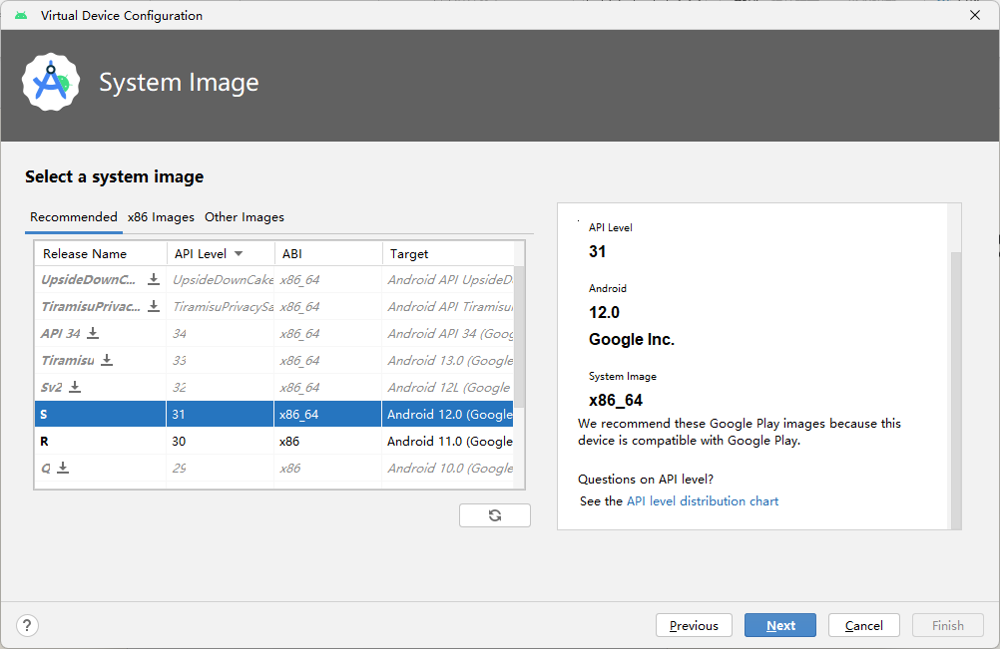 Virtual Device Configuration
System Image
Select a system image
Recommended x86 Images Other Images
Release Name API Level ABI Target
UpsideDownC... UpsideDownCake x86_64 Android API UpsideD
TiramisuPrivac... TiramisuPrivacySa x86_64 Android API Tiramisu
API 34 34 x86_64 Android API 34 (Goog
Tiramisu 33 x86_64 Android 13.0 (Google
Sv2 32 x86_64 Android 12L (Google
S 31 x86_64 Android 12.0 (Google
R 30 x86 Android 11.0 (Google
Q 29 x86 Android 10.0 (Google
API Level
31
Android
12.0
Google Inc.
System Image
x86_64
We recommend these Google Play images because this
device is compatible with Google Play.
Questions on API level?
See the API level distribution chart
? Previous Next Cancel Finish